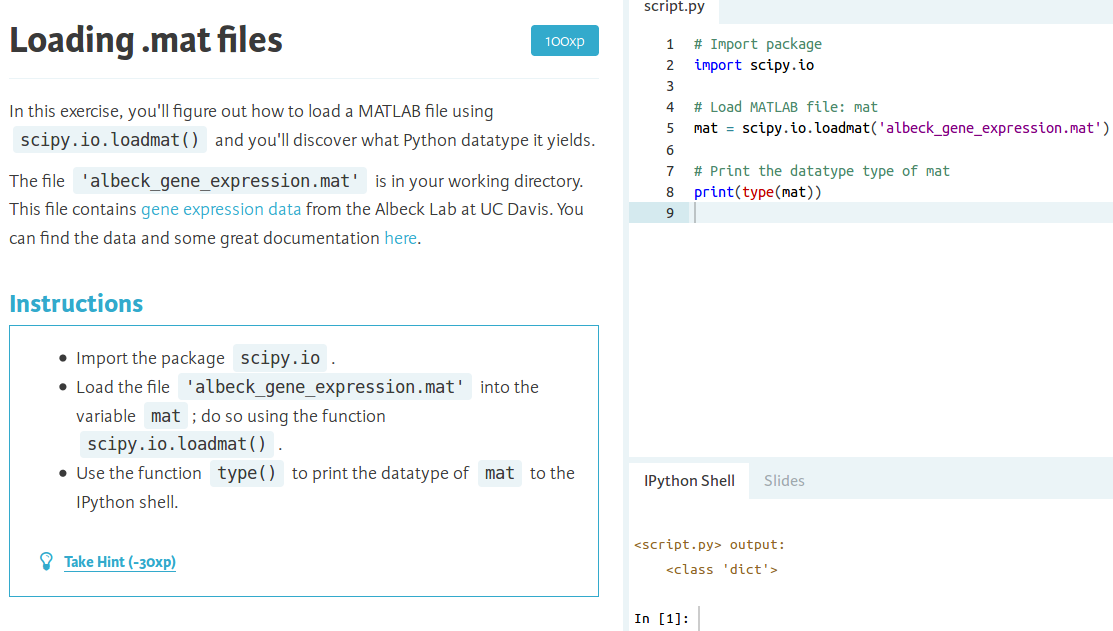 Loading .mat files
100xp
In this exercise, you'll figure out how to load a MATLAB file using
scipy.io.loadmat() and you'll discover what Python datatype it yields.
The file 'albeck_gene_expression.mat' is in your working directory.
This file contains gene expression data from the Albeck Lab at UC Davis. You
can find the data and some great documentation here.
Instructions
• Import the package scipy.io .
• Load the file 'albeck_gene_expression.mat' into the
variable mat ; do so using the function
scipy.io.loadmat() .
• Use the function type() to print the datatype of mat to the
IPython shell.
Take Hint (-30xp)
script.py
1 # Import package
2 import scipy.io
3
4 # Load MATLAB file: mat
5 mat = scipy.io.loadmat('albeck_gene_expression.mat')
6
7 # Print the datatype type of mat
8 print(type(mat))
9
IPython Shell Slides
<script.py> output:
    <class 'dict'>
In [1]: